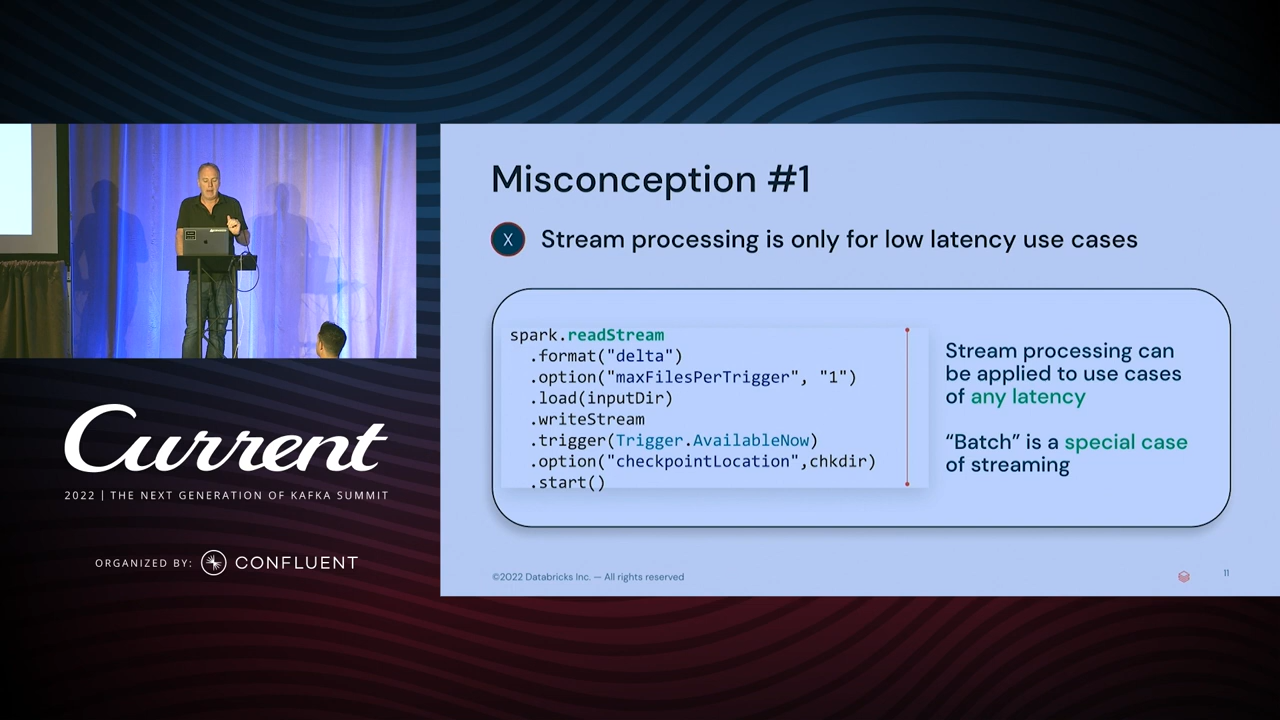 Misconception #1
X
Stream processing is only for low latency use cases
spark.readStream
.format("delta")
.option("maxFilesPerTrigger", "1")
.load(inputDir)
.writeStream
.trigger(Trigger.AvailableNow)
.option("checkpointLocation",chkdir)
.start()
Stream processing can
be applied to use cases
of any latency
“Batch” is a special case
of streaming
©2022 Databricks Inc. — All rights reserved
11
Current
2022 | THE NEXT GENERATION OF KAFKA SUMMIT
ORGANIZED BY: CONFLUENT